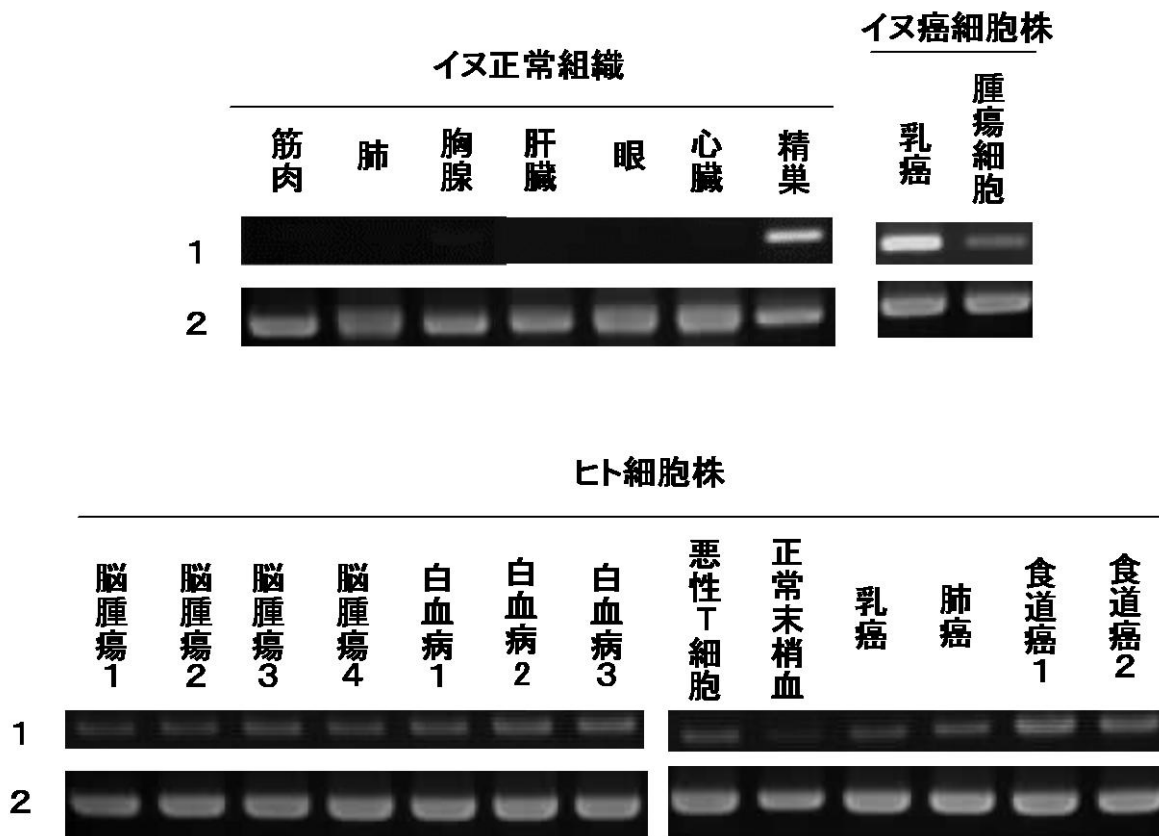 イヌ癌細胞株
イヌ正常組織
筋肉 肺 胸腺 肝臓 眼 心臓 精巣 乳癌 腫瘍細胞
1
2
ヒト細胞株
脳腫瘍1 脳腫瘍2 脳腫瘍3 脳腫瘍4 白血病1 白血病2 白血病3 悪性T細胞 正常末梢血 乳癌 肺癌 食道癌1 食道癌2
1
2